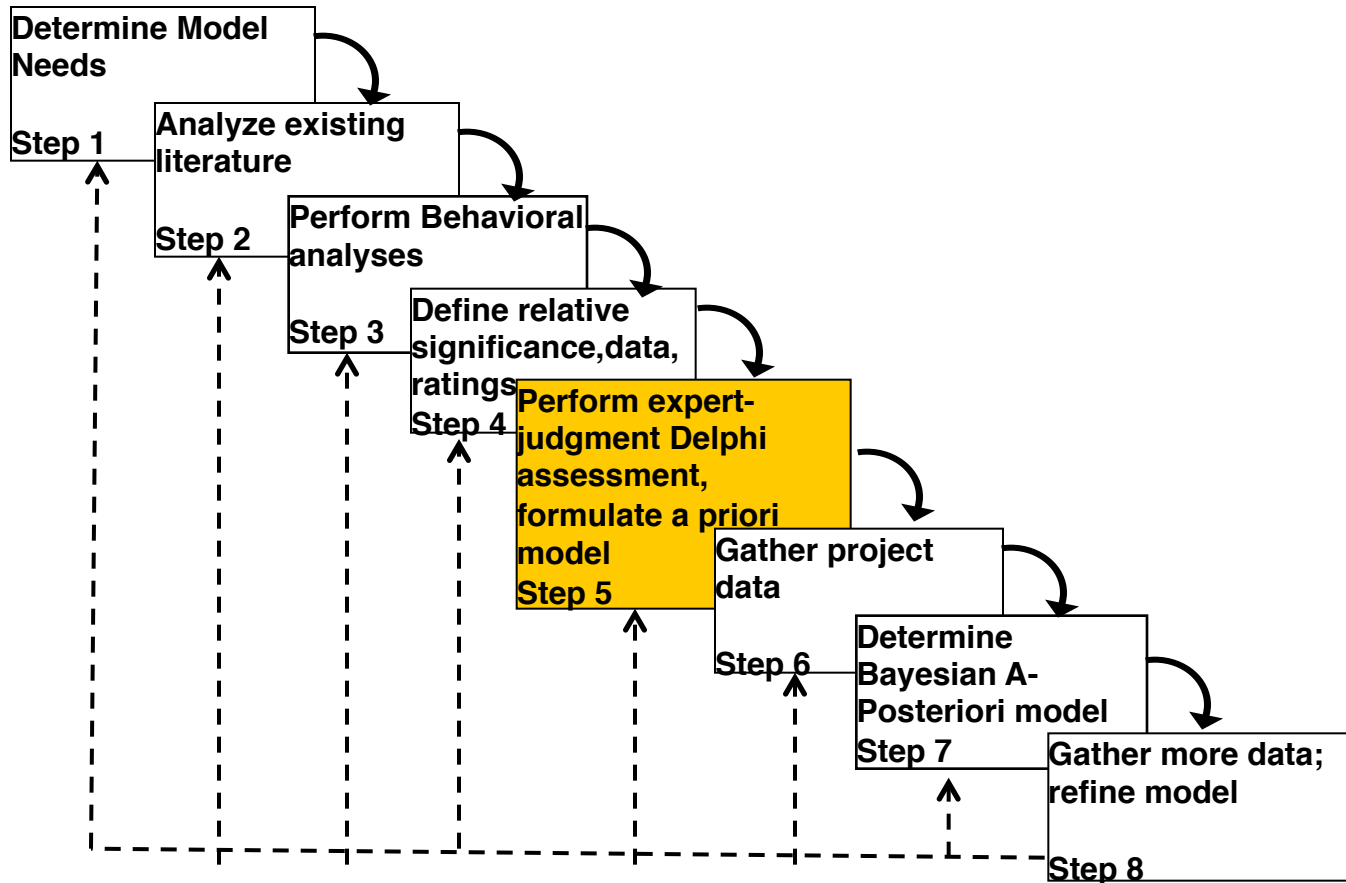 Determine Model
Needs
Step 1
Analyze existing
literature
Step 2
Perform Behavioral
analyses
Step 3
Define relative
significance,data,
ratings
Step 4
Perform expert-
judgment Delphi
assessment,
formulate a priori
model
Step 5
Gather project
data
Step 6
Determine
Bayesian A-
Posteriori model
Step 7
Gather more data;
refine model
Step 8